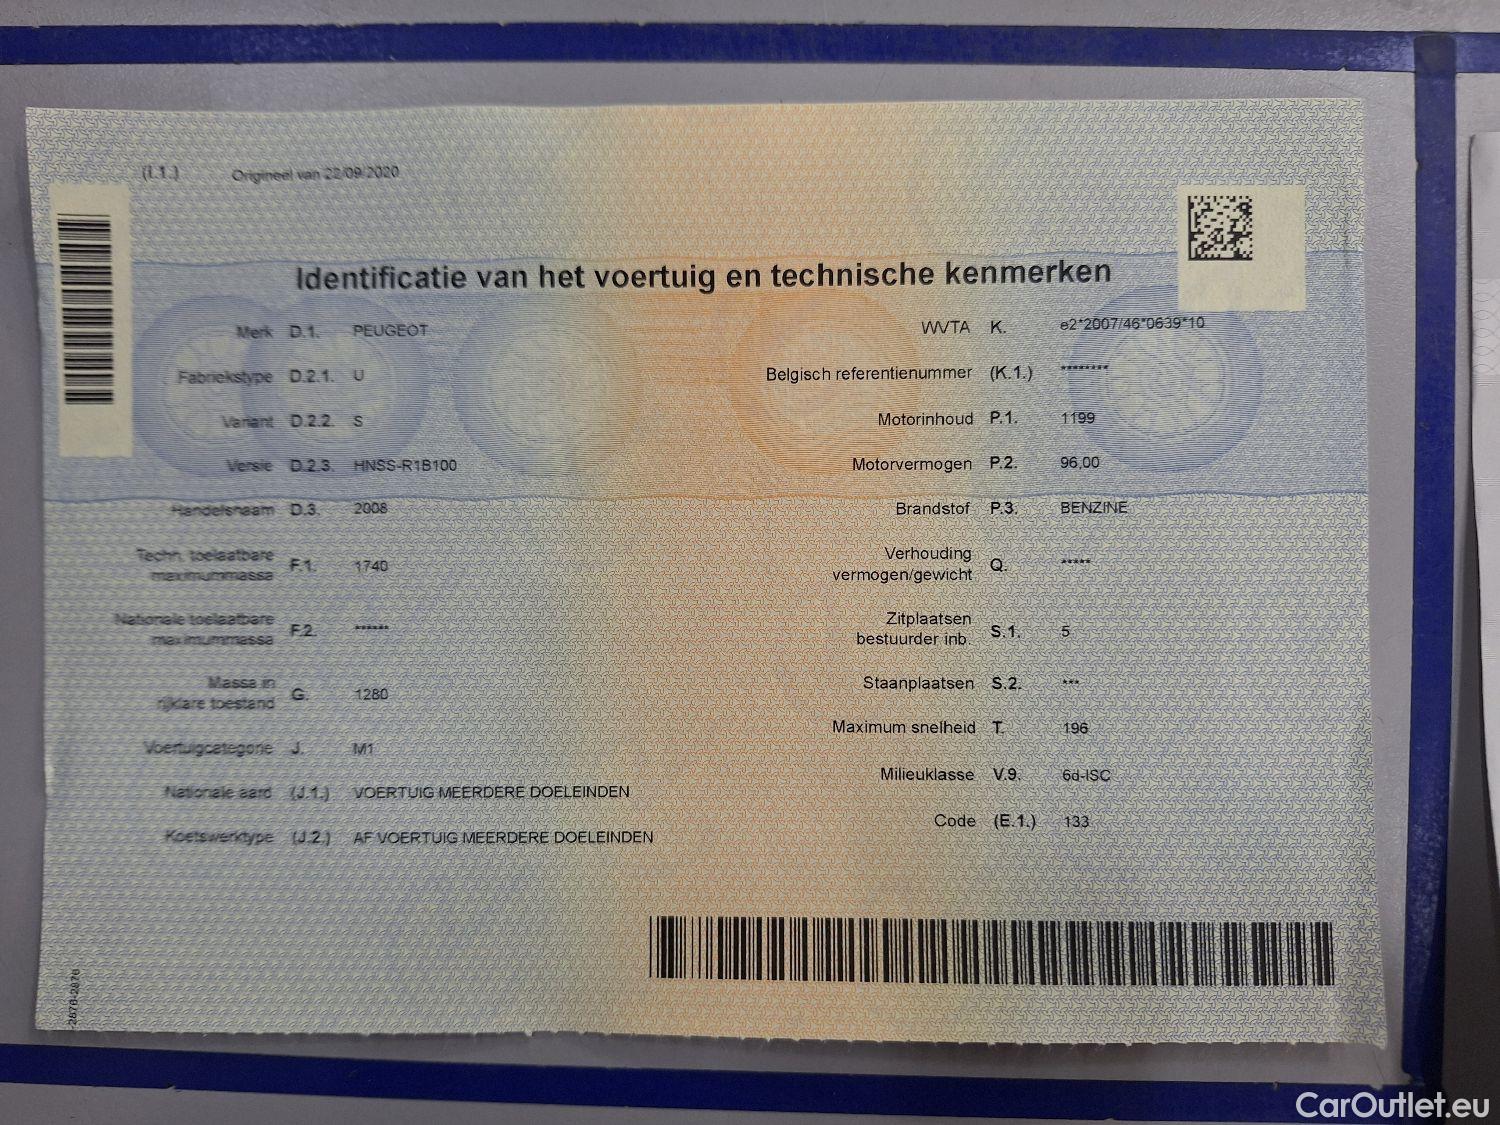 (I.1.) Origineel van 22/09/2020
Identificatie van het voertuig en technische kenmerken
Merk D.1. PEUGEOT
Fabriekstype D.2.1. U
Variant D.2.2. S
Versie D.2.3. HNSS-R1B100
Handelsnaam D.3. 2008
Techn. toelaatbare
maximummassa F.1. 1740
Nationale toelaatbare
maximummassa F.2. ******
Massa in
rijklare toestand G. 1280
Voertuigcategorie J. M1
Nationale aard (J.1.) VOERTUIG MEERDERE DOELEINDEN
Koetswerktype (J.2.) AF VOERTUIG MEERDERE DOELEINDEN
WVTA K. e2*2007/46*0639*10
Belgisch referentienummer (K.1.) ********
Motorinhoud P.1. 1199
Motorvermogen P.2. 96,00
Brandstof P.3. BENZINE
Verhouding
vermogen/gewicht Q. *****
Zitplaatsen
bestuurder inb. S.1. 5
Staanplaatsen S.2. ***
Maximum snelheid T. 196
Milieuklasse V.9. 6d-ISC
Code (E.1.) 133
2876-2876
CarOutlet.eu